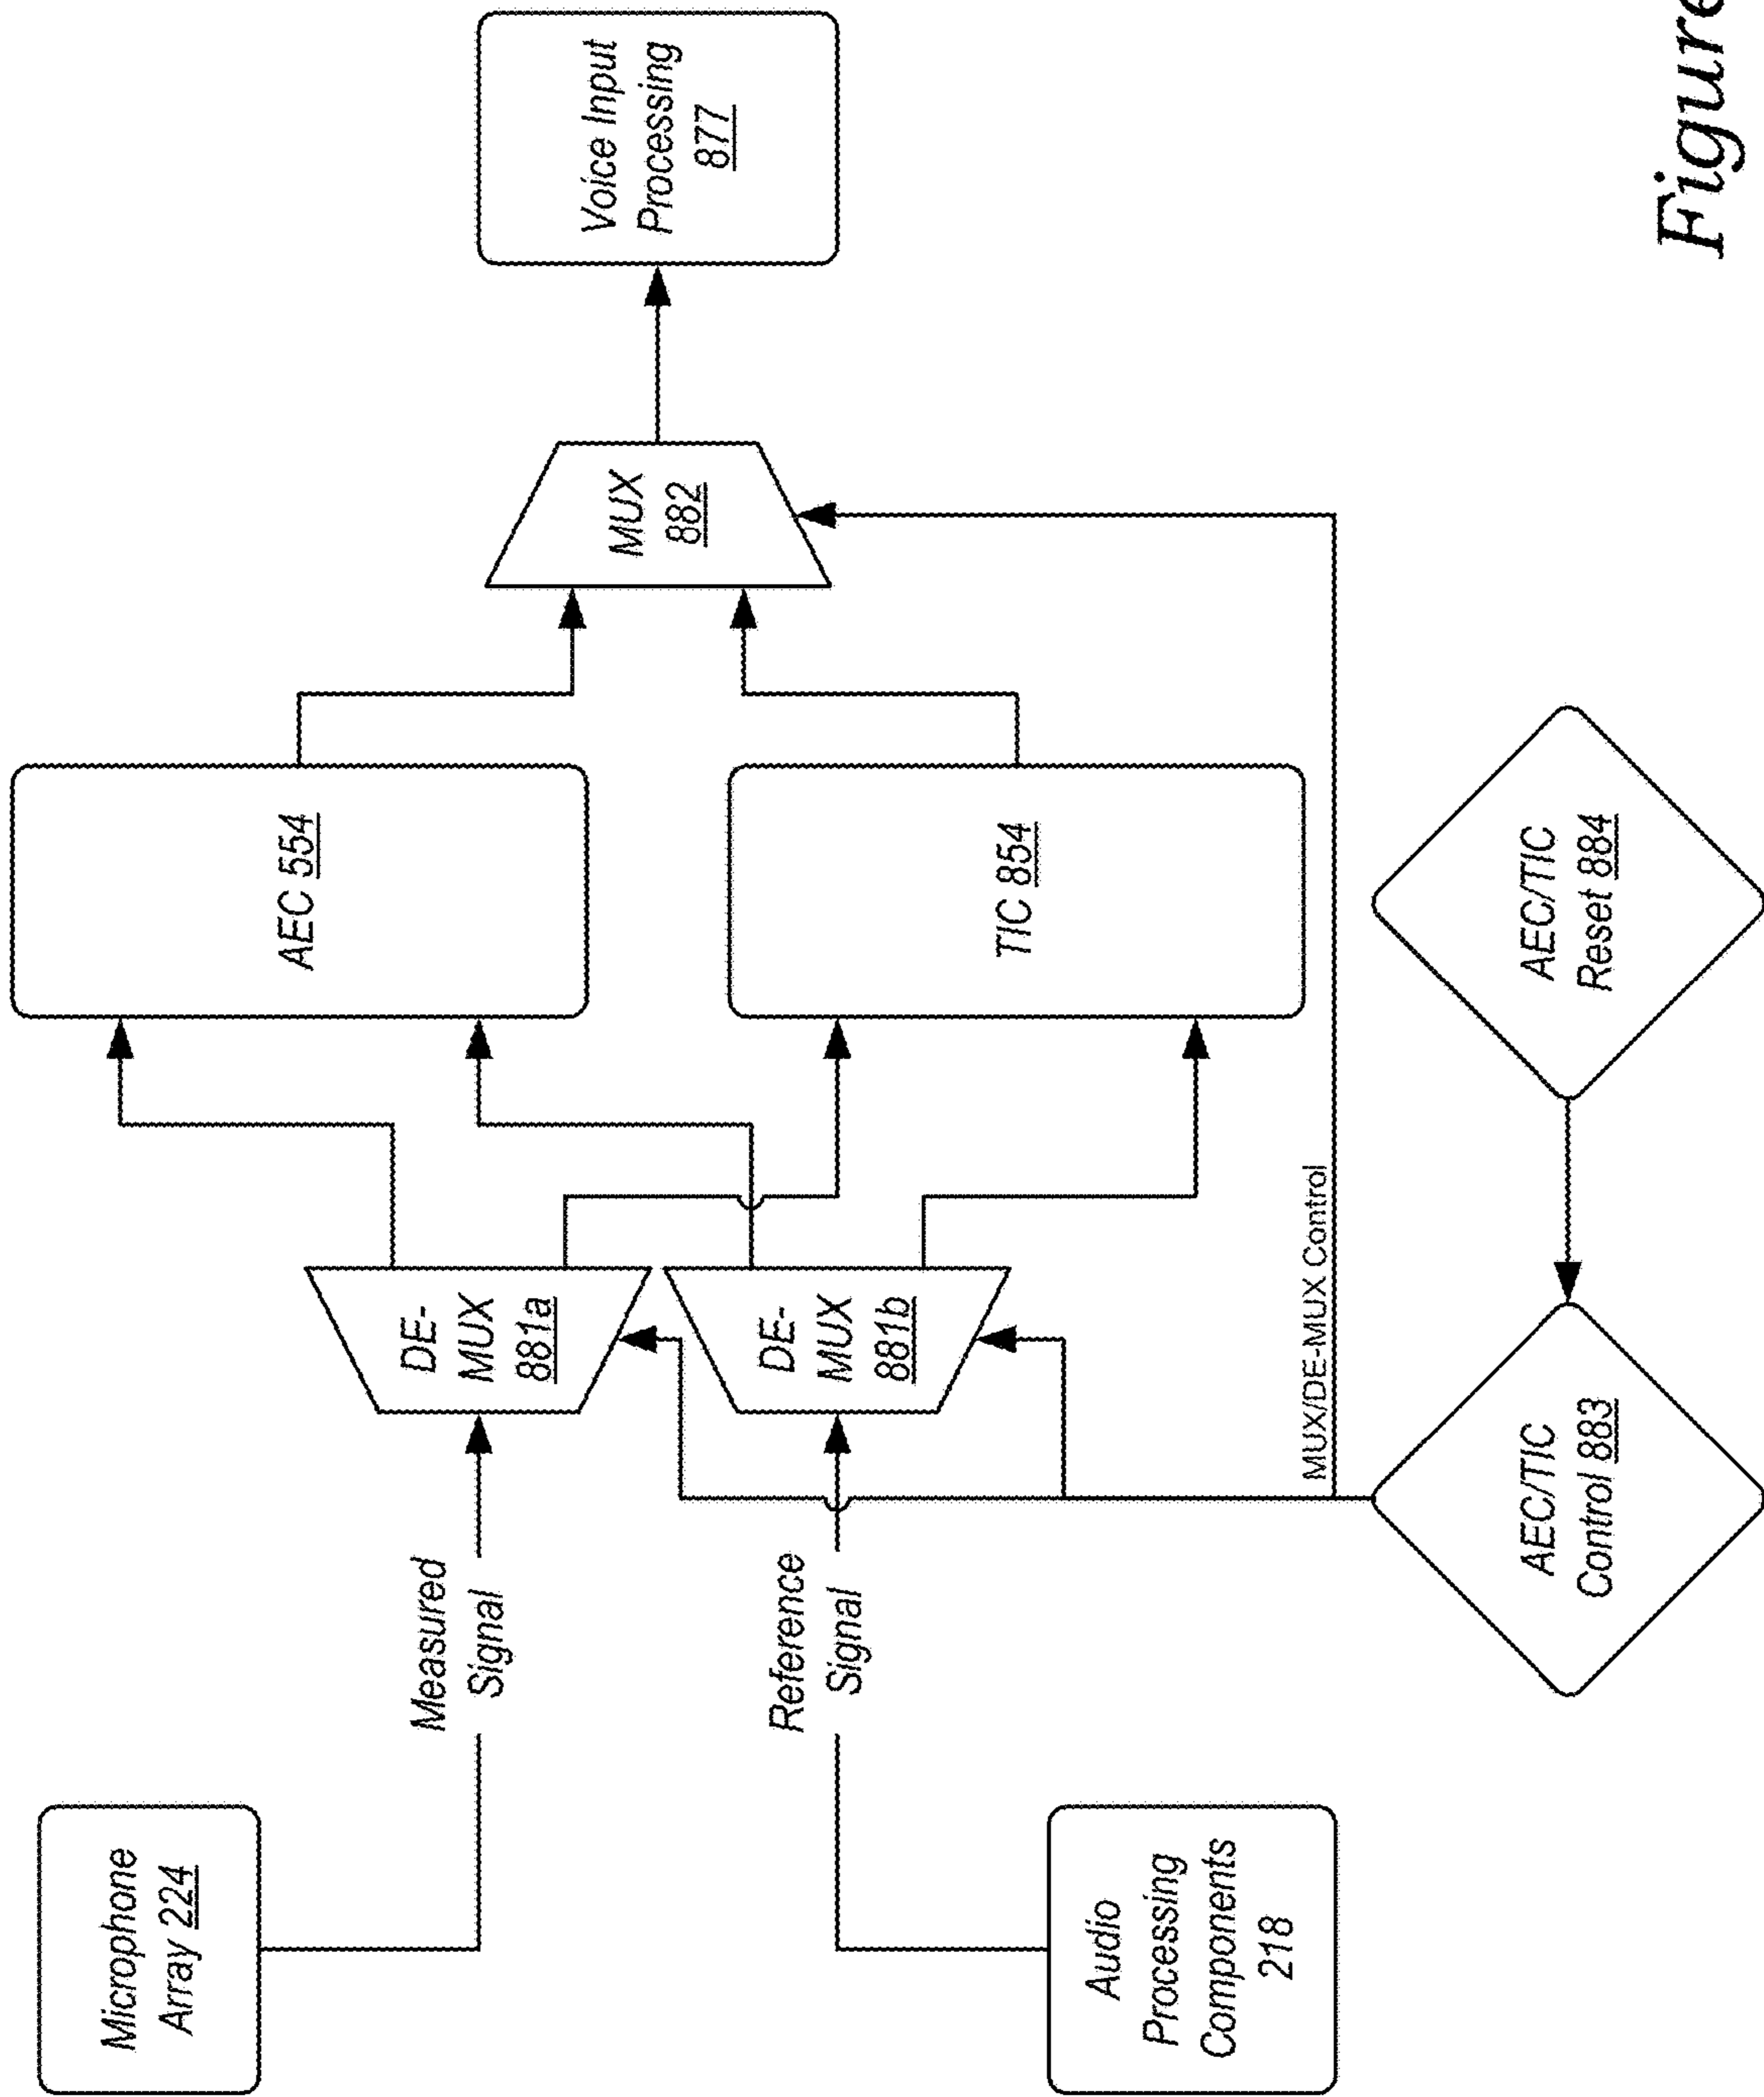 Microphone
Array 224
Measured
Signal
DE-
MUX
881a
AEC 554
MUX
882
Voice Input
Processing
877
Audio
Processing
Components
218
Reference
Signal
DE-
MUX
881b
TIC 854
MUX/DE-MUX Control
AEC/TIC
Control 883
AEC/TIC
Reset 884
Figure